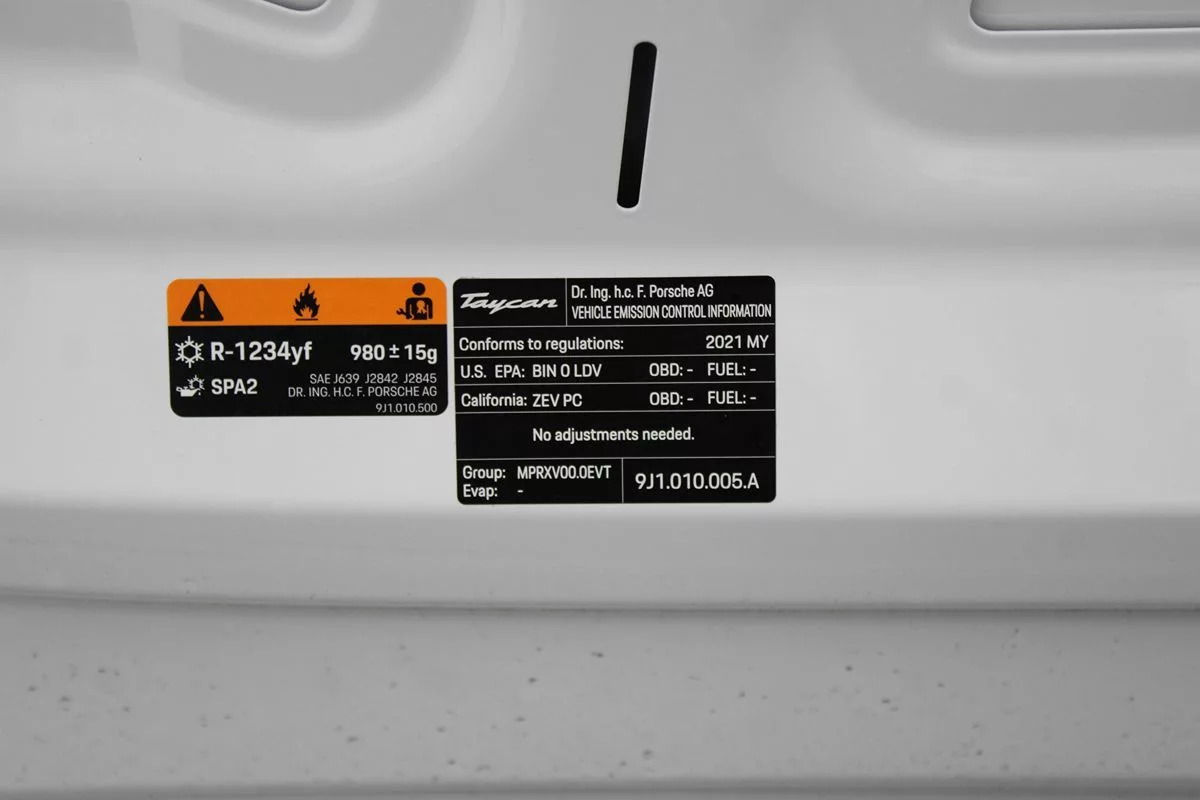 R-1234yf 980 ± 15g
SPA2 SAE J639 J2842 J2845
DR. ING. H.C. F. PORSCHE AG
9J1.010.500
Taycan Dr. Ing. h.c. F. Porsche AG
VEHICLE EMISSION CONTROL INFORMATION
Conforms to regulations: 2021 MY
U.S. EPA: BIN 0 LDV OBD: - FUEL: -
California: ZEV PC OBD: - FUEL: -
No adjustments needed.
Group: MPRXV00.0EVT
Evap: -
9J1.010.005.A